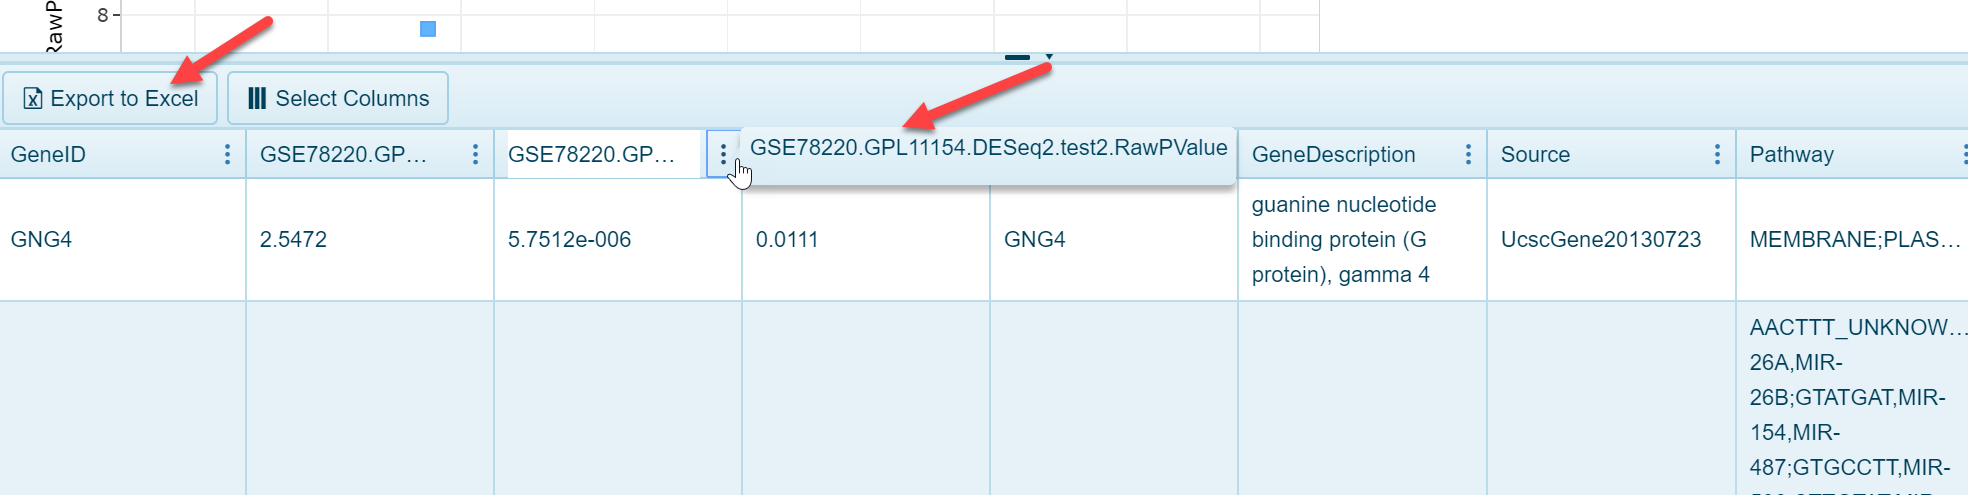 RawP
8
Export to Excel
Select Columns
GeneID
GSE78220.GP...
GSE78220.GP...
GSE78220.GPL11154.DESeq2.test2.RawPValue
GeneDescription
Source
Pathway
GNG4
2.5472
5.7512e-006
0.0111
GNG4
guanine nucleotide
binding protein (G
protein), gamma 4
UcscGene20130723
MEMBRANE;PLAS...
AACTTT_UNKNOW...
26A,MIR-
26B;GTATGAT,MIR-
154,MIR-
487;GTGCCTT,MIR-